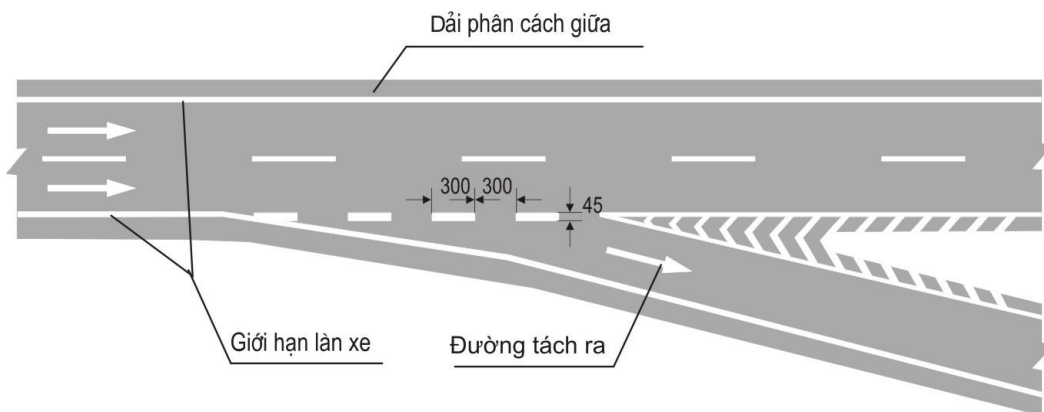 Dải phân cách giữa
300 300
45
Giới hạn làn xe
Đường tách ra